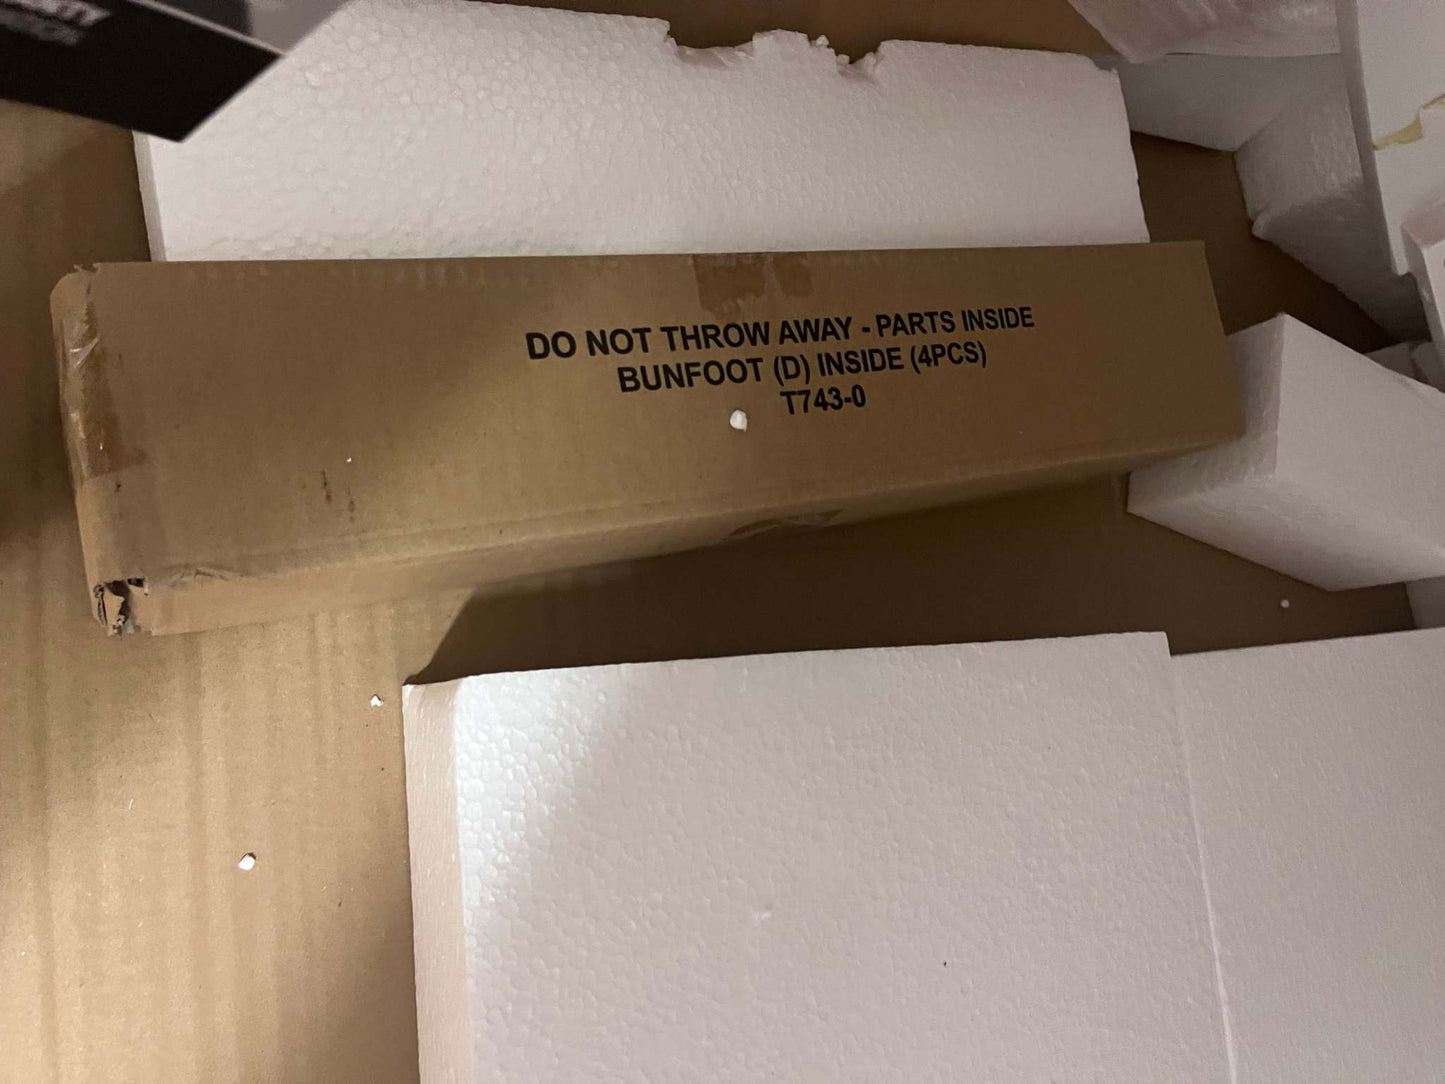 DO NOT THROW AWAY - PARTS INSIDE
BUNFOOT (D) INSIDE (4PCS)
T743-0